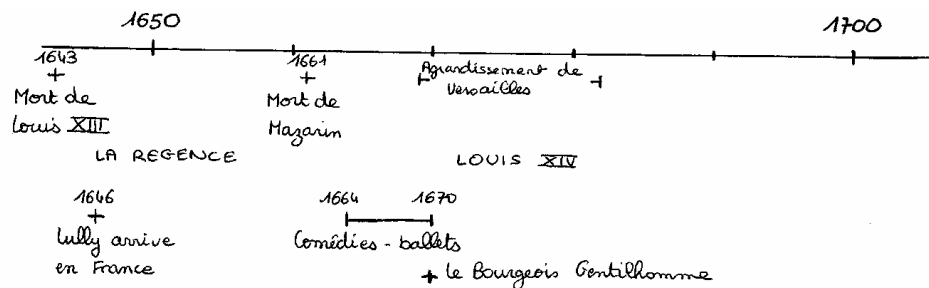 1650 1700
1643 1661 Agrandissement de
Versailles
Mort de Mort de
Louis XIII Mazarin
LA REGENCE LOUIS XIV
1646 1664 1670
Lully arrive Comédies-ballets
en France le Bourgeois Gentilhomme